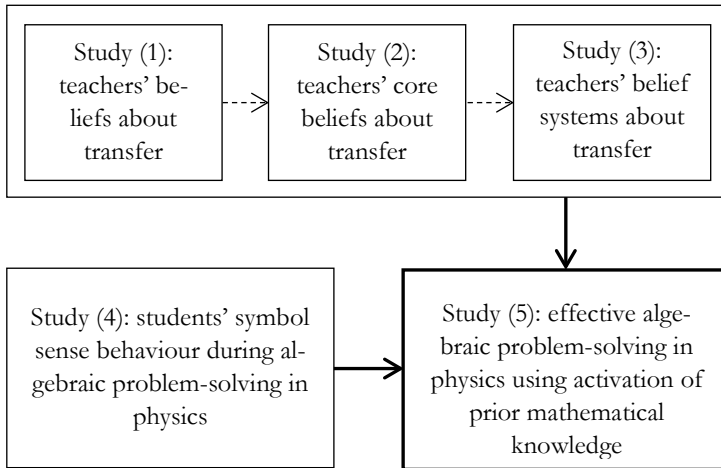 Study (1):
teachers' be-
liefs about
transfer
Study (2):
teachers' core
beliefs about
transfer
Study (3):
teachers' belief
systems about
transfer
Study (4): students' symbol
sense behaviour during al-
gebraic problem-solving in
physics
Study (5): effective alge-
braic problem-solving in
physics using activation of
prior mathematical
knowledge